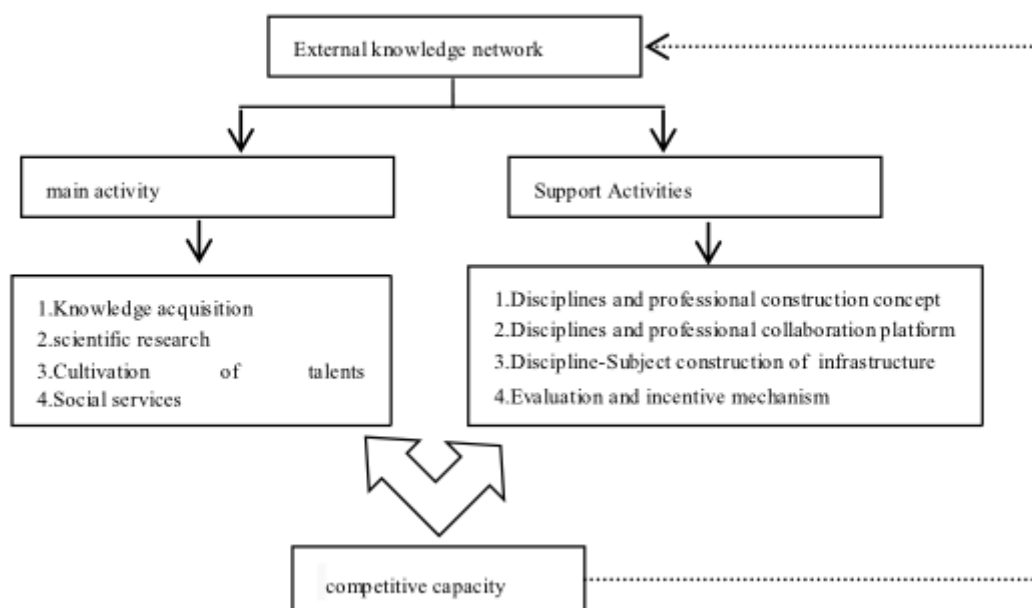 External knowledge network
main activity
Support Activities
1.Knowledge acquisition
2.scientific research
3.Cultivation of talents
4.Social services
1.Disciplines and professional construction concept
2.Disciplines and professional collaboration platform
3.Discipline-Subject construction of infrastructure
4.Evaluation and incentive mechanism
competitive capacity